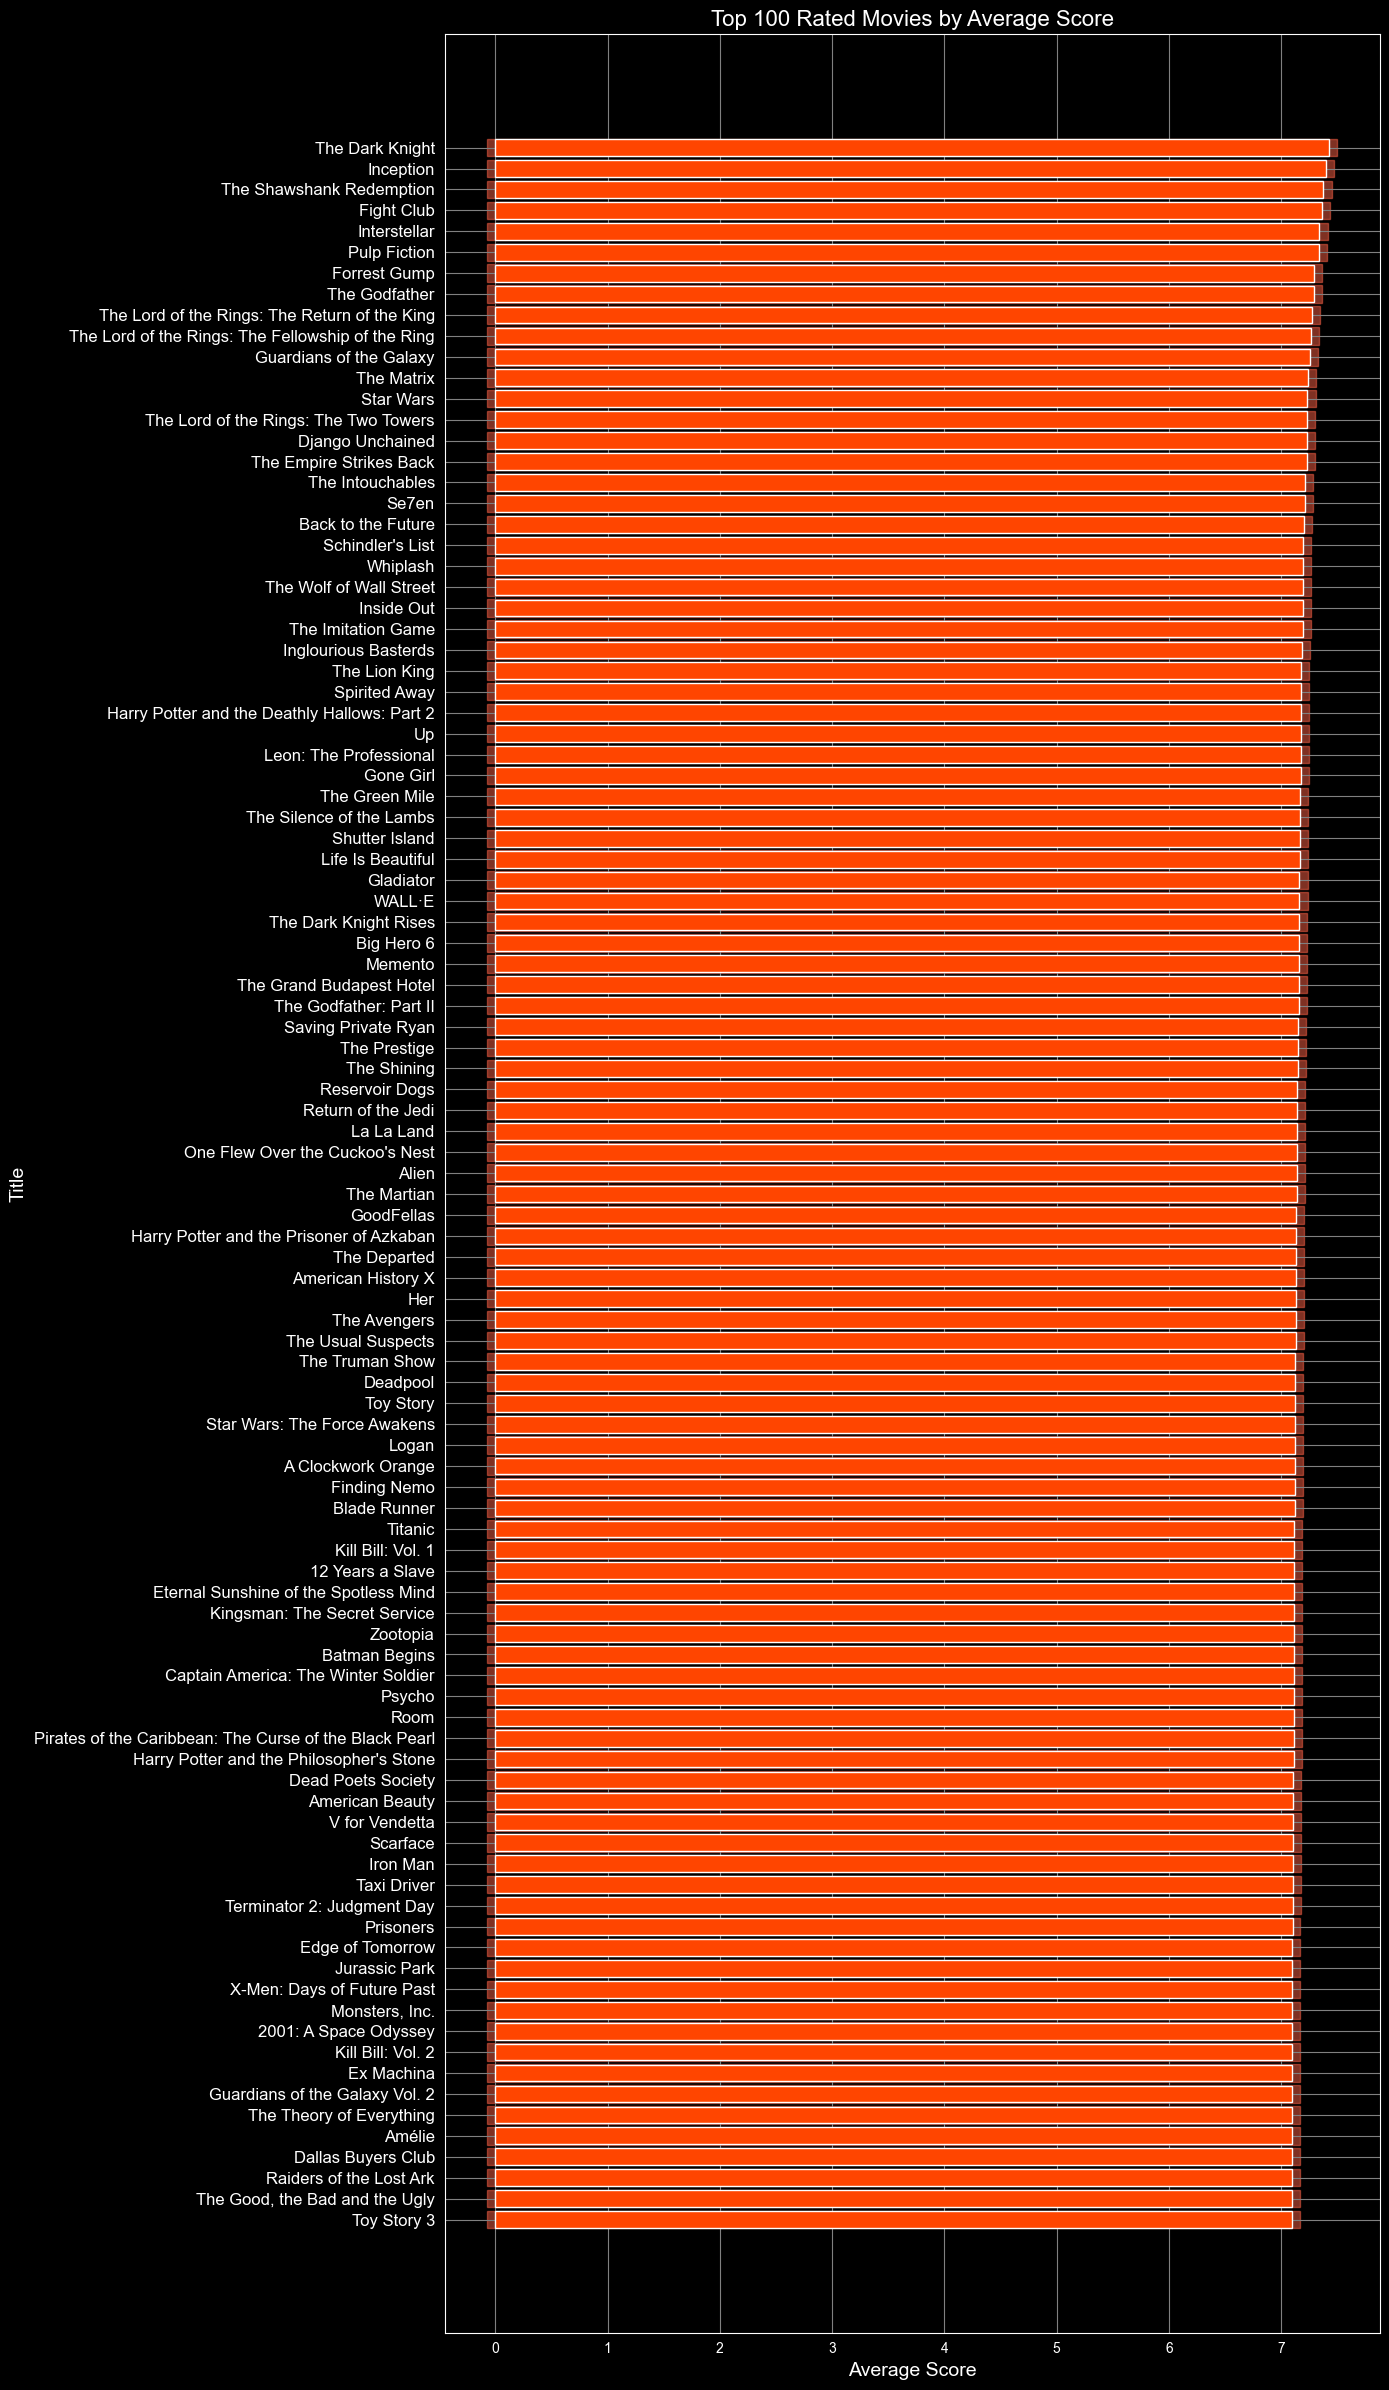 Top 100 Rated Movies by Average Score
The Dark Knight
Inception
The Shawshank Redemption
Fight Club
Interstellar
Pulp Fiction
Forrest Gump
The Godfather
The Lord of the Rings: The Return of the King
The Lord of the Rings: The Fellowship of the Ring
Guardians of the Galaxy
The Matrix
Star Wars
The Lord of the Rings: The Two Towers
Django Unchained
The Empire Strikes Back
The Intouchables
Se7en
Back to the Future
Schindler's List
Whiplash
The Wolf of Wall Street
Inside Out
The Imitation Game
Inglourious Basterds
The Lion King
Spirited Away
Harry Potter and the Deathly Hallows: Part 2
Up
Leon: The Professional
Gone Girl
The Green Mile
The Silence of the Lambs
Shutter Island
Life Is Beautiful
Gladiator
WALL·E
The Dark Knight Rises
Big Hero 6
Memento
The Grand Budapest Hotel
The Godfather: Part II
Saving Private Ryan
The Prestige
The Shining
Reservoir Dogs
Return of the Jedi
La La Land
One Flew Over the Cuckoo's Nest
Alien
The Martian
GoodFellas
Harry Potter and the Prisoner of Azkaban
The Departed
American History X
Her
The Avengers
The Usual Suspects
The Truman Show
Deadpool
Toy Story
Star Wars: The Force Awakens
Logan
A Clockwork Orange
Finding Nemo
Blade Runner
Titanic
Kill Bill: Vol. 1
12 Years a Slave
Eternal Sunshine of the Spotless Mind
Kingsman: The Secret Service
Zootopia
Batman Begins
Captain America: The Winter Soldier
Psycho
Room
Pirates of the Caribbean: The Curse of the Black Pearl
Harry Potter and the Philosopher's Stone
Dead Poets Society
American Beauty
V for Vendetta
Scarface
Iron Man
Taxi Driver
Terminator 2: Judgment Day
Prisoners
Edge of Tomorrow
Jurassic Park
X-Men: Days of Future Past
Monsters, Inc.
2001: A Space Odyssey
Kill Bill: Vol. 2
Ex Machina
Guardians of the Galaxy Vol. 2
The Theory of Everything
Amélie
Dallas Buyers Club
Raiders of the Lost Ark
The Good, the Bad and the Ugly
Toy Story 3
Title
0 1 2 3 4 5 6 7
Average Score